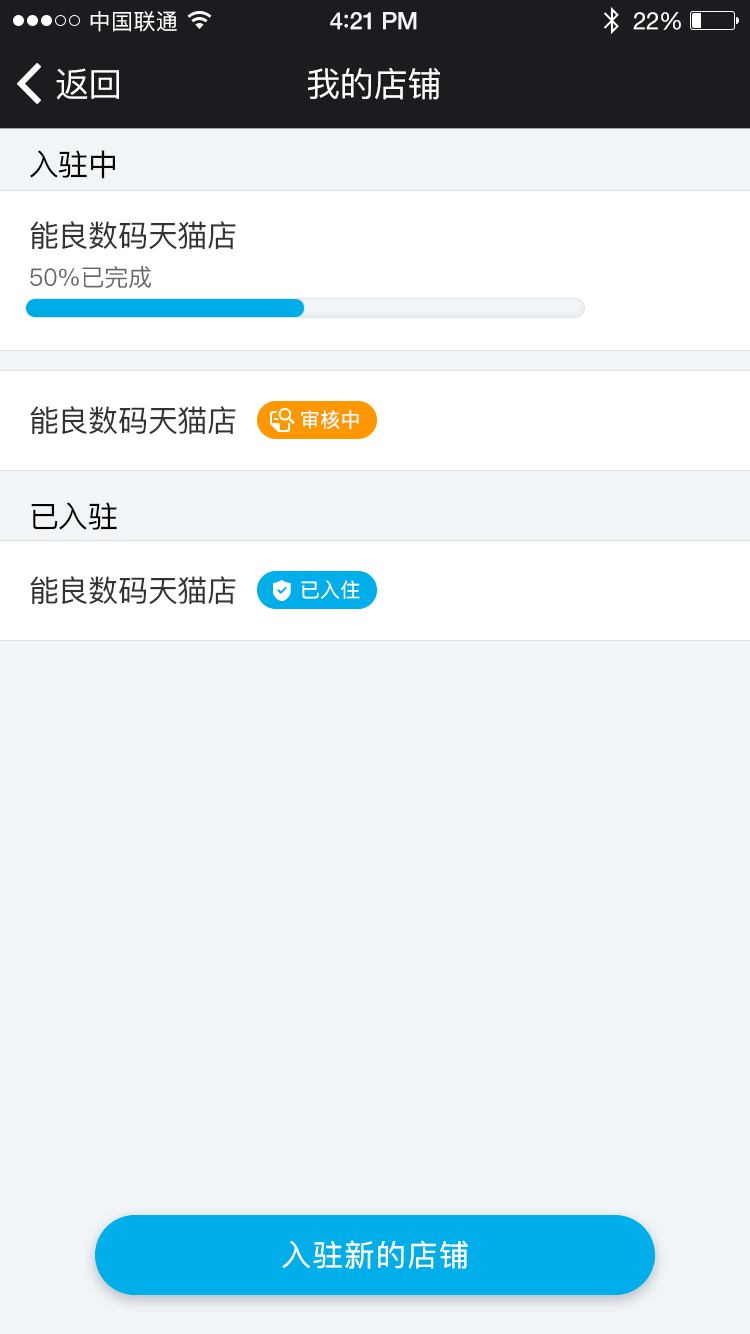 中国联通 4:21 PM 22%
返回 我的店铺
入驻中
能良数码天猫店
50%已完成
能良数码天猫店 审核中
已入驻
能良数码天猫店 已入住
入驻新的店铺